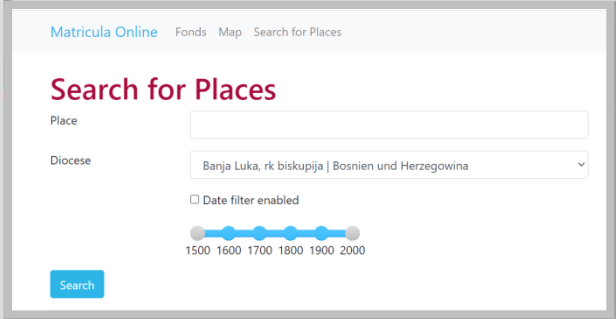 Matricula Online Fonds Map Search for Places
Search for Places
Place
Diocese Banja Luka, rk biskupija | Bosnien und Herzegowina
Date filter enabled
1500 1600 1700 1800 1900 2000
Search